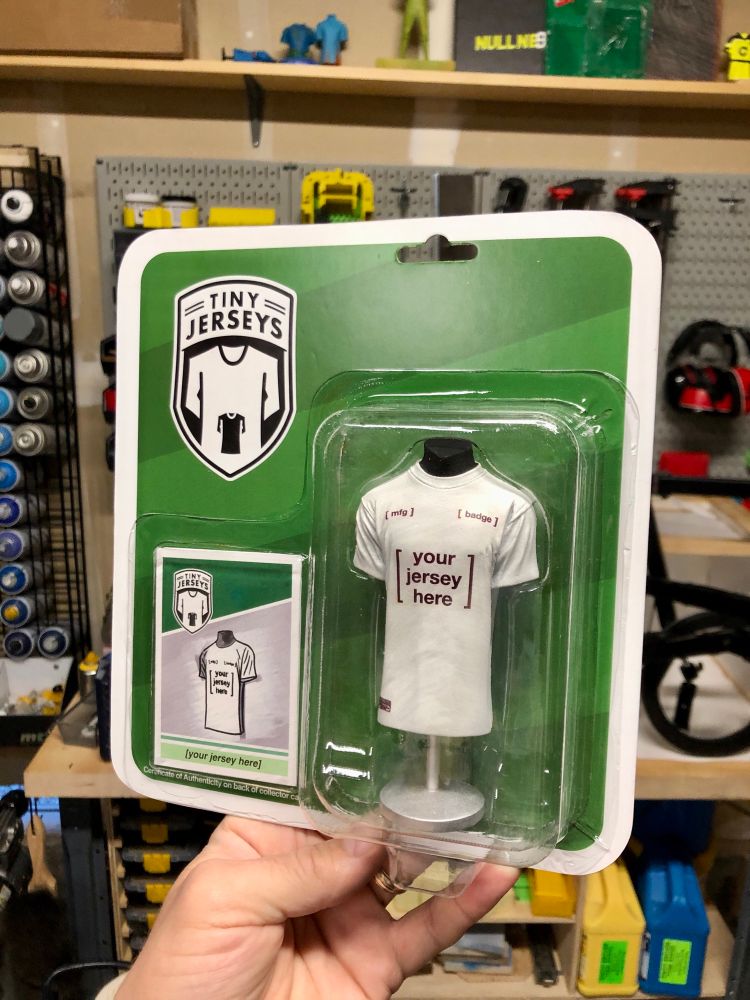 NULLNE
TINY
JERSEYS
[ mfg ]
[ badge ]
[ your
jersey
here ]
TINY
JERSEYS
[mfg]
[badge]
[ your
jersey
here ]
[your jersey here]
Certificate of Authenticity on back of collector